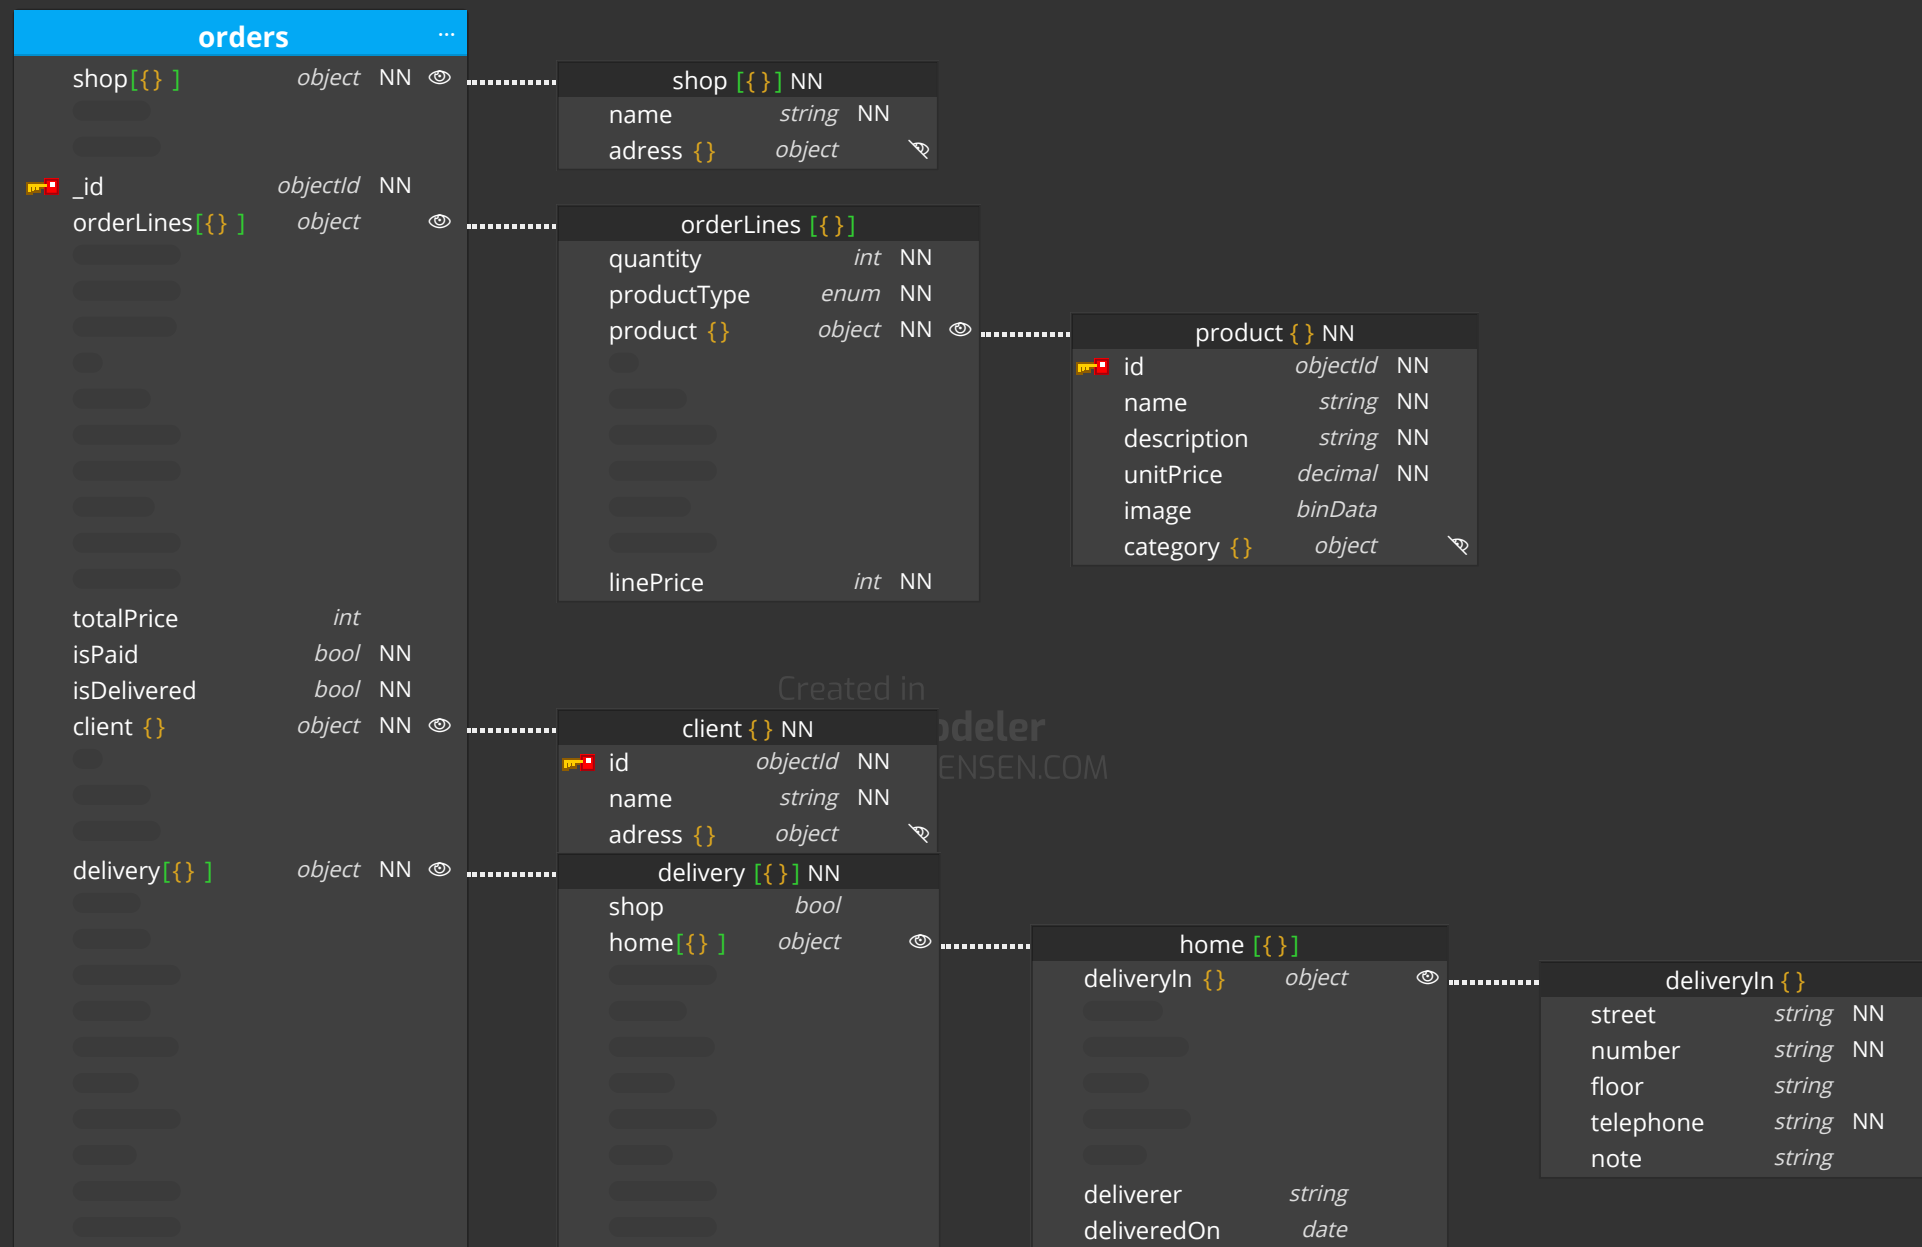 orders ...
shop[{} ] object NN
_id objectId NN
orderLines[{} ] object
totalPrice int
isPaid bool NN
isDelivered bool NN
client {} object NN
delivery[{} ] object NN
shop [{}] NN
name string NN
adress {} object
orderLines [{}]
quantity int NN
productType enum NN
product {} object NN
linePrice int NN
product {} NN
id objectId NN
name string NN
description string NN
unitPrice decimal NN
image binData
category {} object
Created in
client {} NN
id objectId NN
name string NN
adress {} object
delivery [{}] NN
shop bool
home[{} ] object
home [{}]
deliveryIn {} object
deliverer string
deliveredOn date
deliveryIn {}
street string NN
number string NN
floor string
telephone string NN
note string